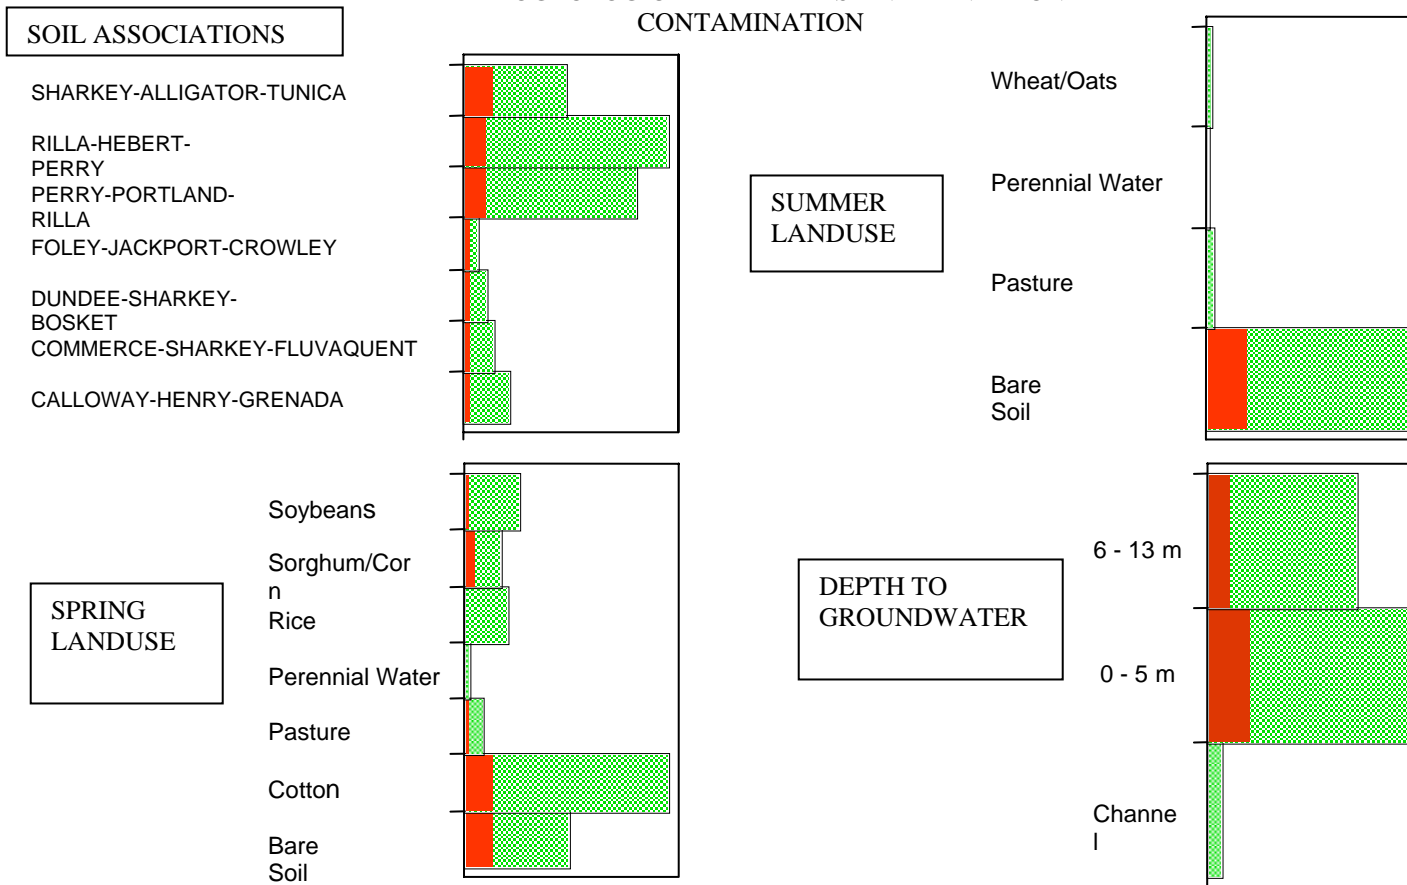 CONTAMINATION
SOIL ASSOCIATIONS
SHARKEY-ALLIGATOR-TUNICA
RILLA-HEBERT-
PERRY
PERRY-PORTLAND-
RILLA
FOLEY-JACKPORT-CROWLEY
DUNDEE-SHARKEY-
BOSKET
COMMERCE-SHARKEY-FLUVAQUENT
CALLOWAY-HENRY-GRENADA
SUMMER
LANDUSE
Wheat/Oats
Perennial Water
Pasture
Bare
Soil
SPRING
LANDUSE
Soybeans
Sorghum/Cor
n
Rice
Perennial Water
Pasture
Cotton
Bare
Soil
DEPTH TO
GROUNDWATER
6 - 13 m
0 - 5 m
Channe
l